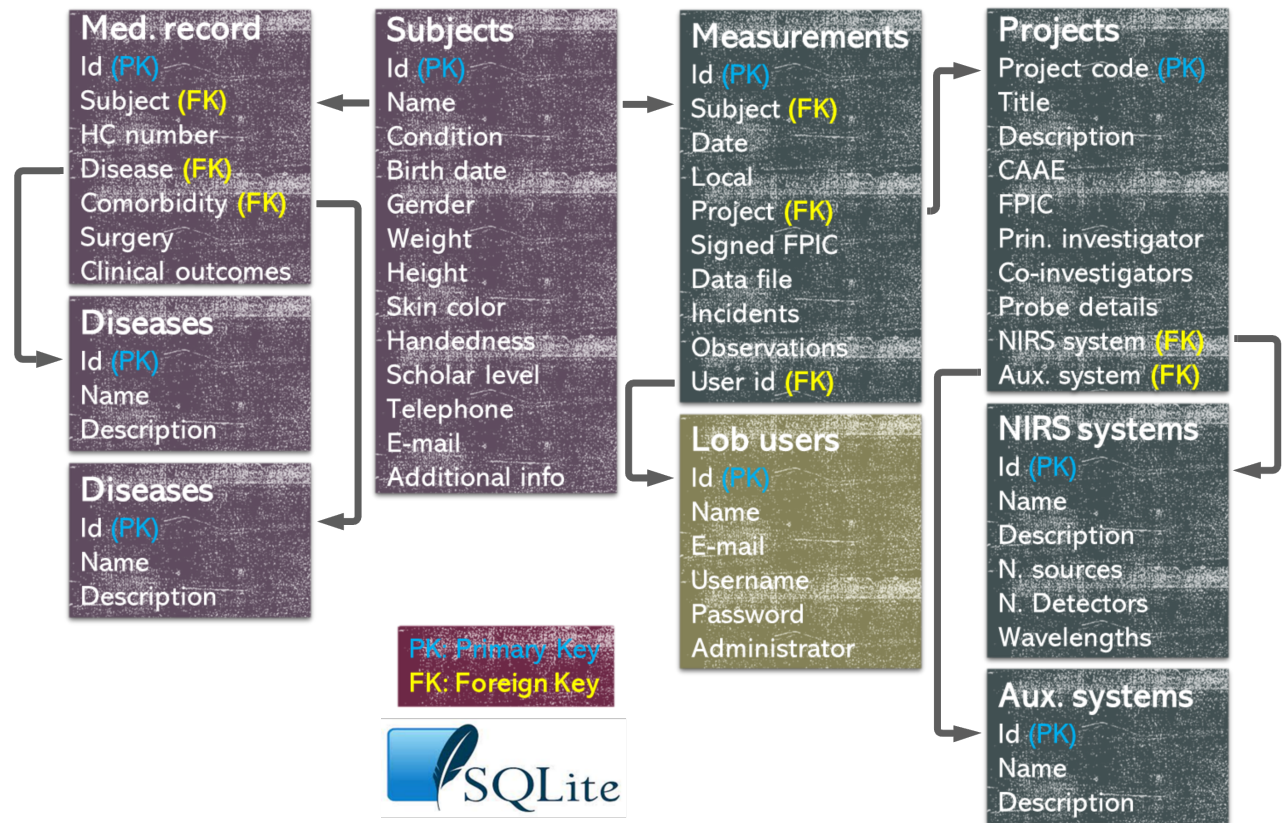 Med. record
Id (PK)
Subject (FK)
HC number
Disease (FK)
Comorbidity (FK)
Surgery
Clinical outcomes
Diseases
Id (PK)
Name
Description
Diseases
Id (PK)
Name
Description
Subjects
Id (PK)
Name
Condition
Birth date
Gender
Weight
Height
Skin color
Handedness
Scholar level
Telephone
E-mail
Additional info
PK: Primary Key
FK: Foreign Key
SQLite
Measurements
Id (PK)
Subject (FK)
Date
Local
Project (FK)
Signed FPIC
Data file
Incidents
Observations
User id (FK)
Lob users
Id (PK)
Name
E-mail
Username
Password
Administrator
Projects
Project code (PK)
Title
Description
CAAE
FPIC
Prin. investigator
Co-investigators
Probe details
NIRS system (FK)
Aux. system (FK)
NIRS systems
Id (PK)
Name
Description
N. sources
N. Detectors
Wavelengths
Aux. systems
Id (PK)
Name
Description